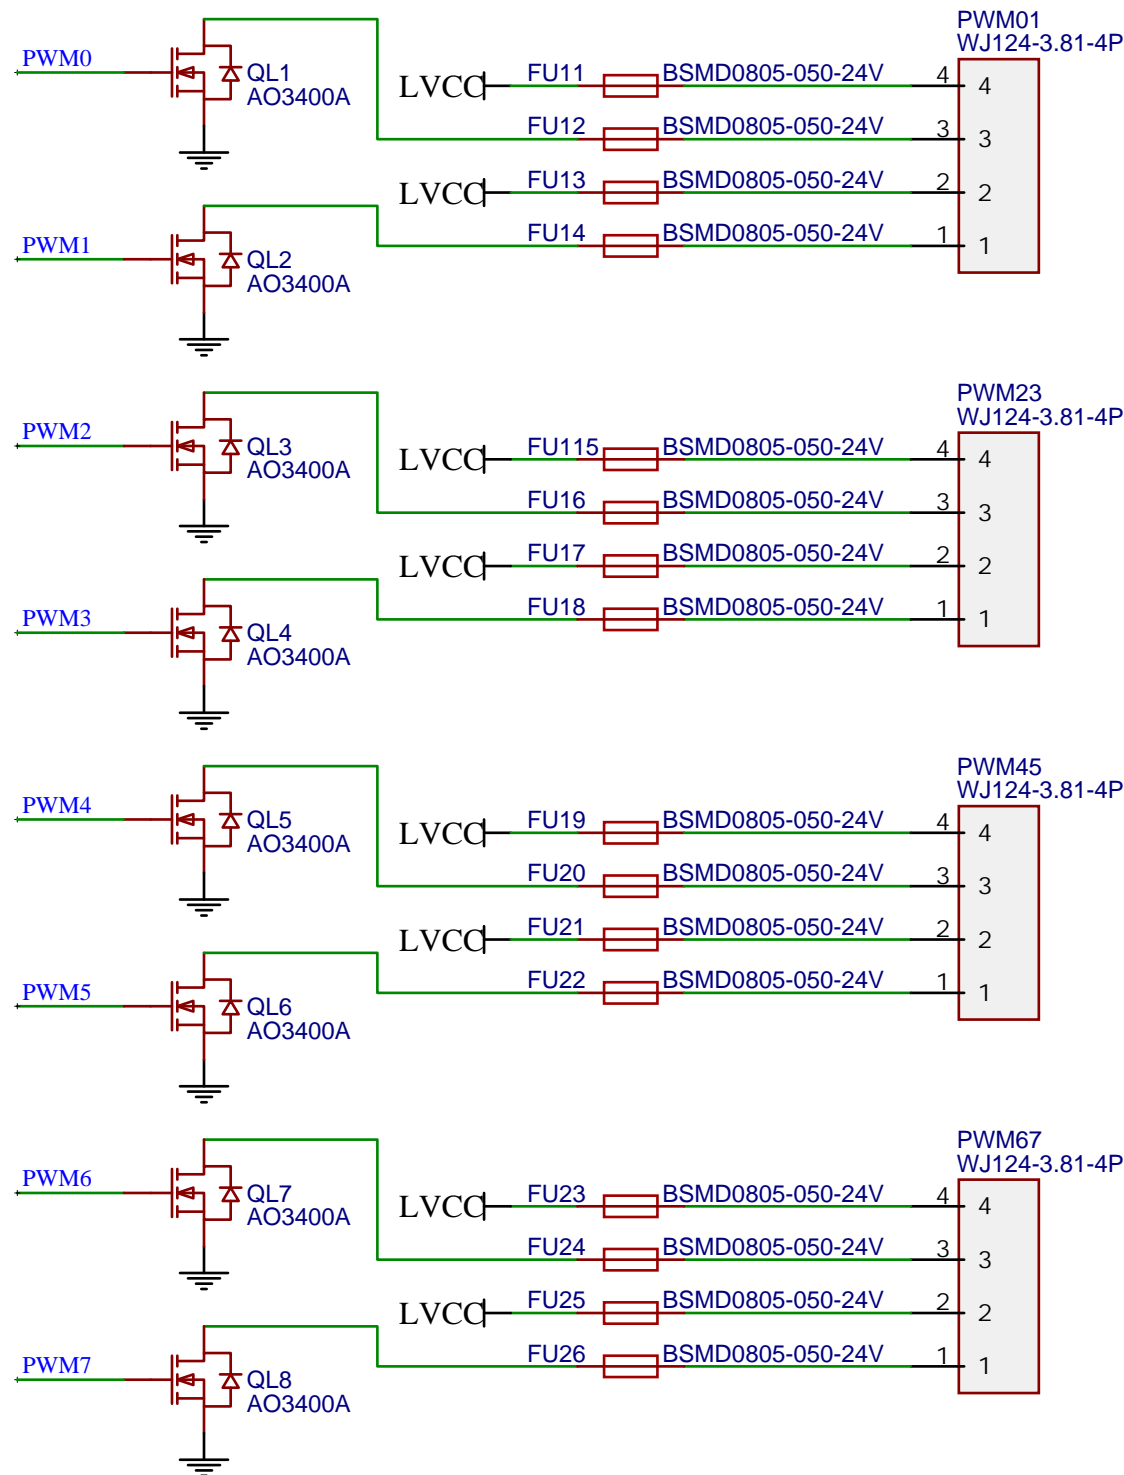 PWM01
WJ124-3.81-4P
PWM0
QL1
AO3400A
LVCC
FU11
BSMD0805-050-24V
4
4
FU12
BSMD0805-050-24V
3
3
LVCC
FU13
BSMD0805-050-24V
2
2
PWM1
QL2
AO3400A
FU14
BSMD0805-050-24V
1
1
PWM23
WJ124-3.81-4P
PWM2
QL3
AO3400A
LVCC
FU115
BSMD0805-050-24V
4
4
FU16
BSMD0805-050-24V
3
3
LVCC
FU17
BSMD0805-050-24V
2
2
PWM3
QL4
AO3400A
FU18
BSMD0805-050-24V
1
1
PWM45
WJ124-3.81-4P
PWM4
QL5
AO3400A
LVCC
FU19
BSMD0805-050-24V
4
4
FU20
BSMD0805-050-24V
3
3
LVCC
FU21
BSMD0805-050-24V
2
2
PWM5
QL6
AO3400A
FU22
BSMD0805-050-24V
1
1
PWM67
WJ124-3.81-4P
PWM6
QL7
AO3400A
LVCC
FU23
BSMD0805-050-24V
4
4
FU24
BSMD0805-050-24V
3
3
LVCC
FU25
BSMD0805-050-24V
2
2
PWM7
QL8
AO3400A
FU26
BSMD0805-050-24V
1
1